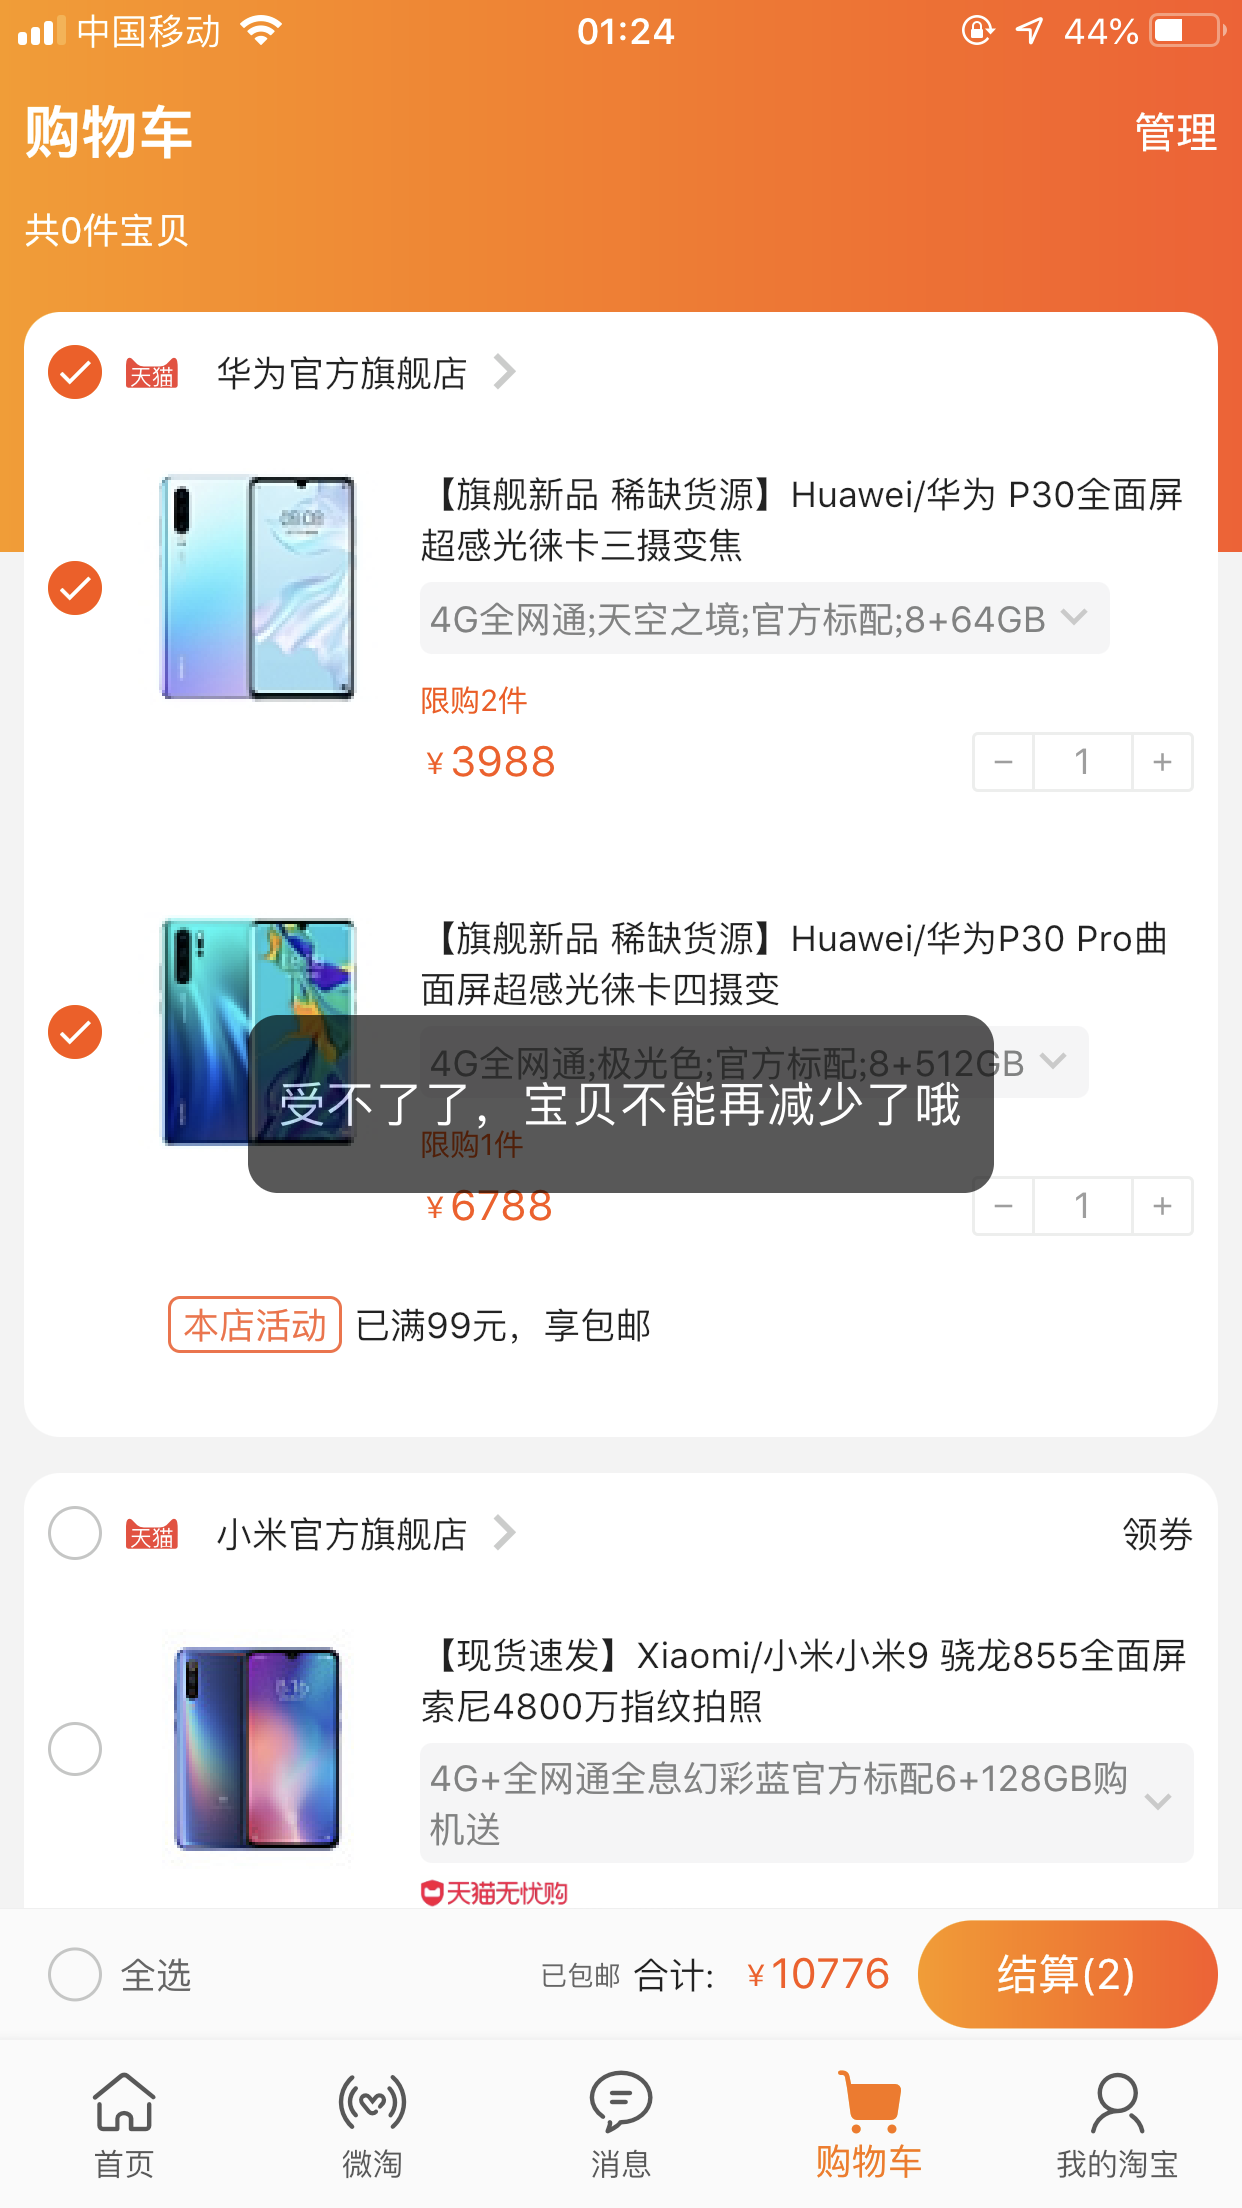 中国移动
01:24
44%
购物车
管理
共0件宝贝
天猫 华为官方旗舰店
【旗舰新品 稀缺货源】Huawei/华为 P30全面屏
超感光徕卡三摄变焦
4G全网通;天空之境;官方标配;8+64GB
限购2件
¥3988
− 1 +
【旗舰新品 稀缺货源】Huawei/华为P30 Pro曲
面屏超感光徕卡四摄变
4G全网通;极光色;官方标配;8+512GB
受不了了，宝贝不能再减少了哦
限购1件
¥6788
− 1 +
本店活动 已满99元，享包邮
天猫 小米官方旗舰店
领券
【现货速发】Xiaomi/小米小米9 骁龙855全面屏
索尼4800万指纹拍照
4G+全网通全息幻彩蓝官方标配6+128GB购
机送
天猫无忧购
全选
已包邮 合计: ¥10776
结算(2)
首页
微淘
消息
购物车
我的淘宝